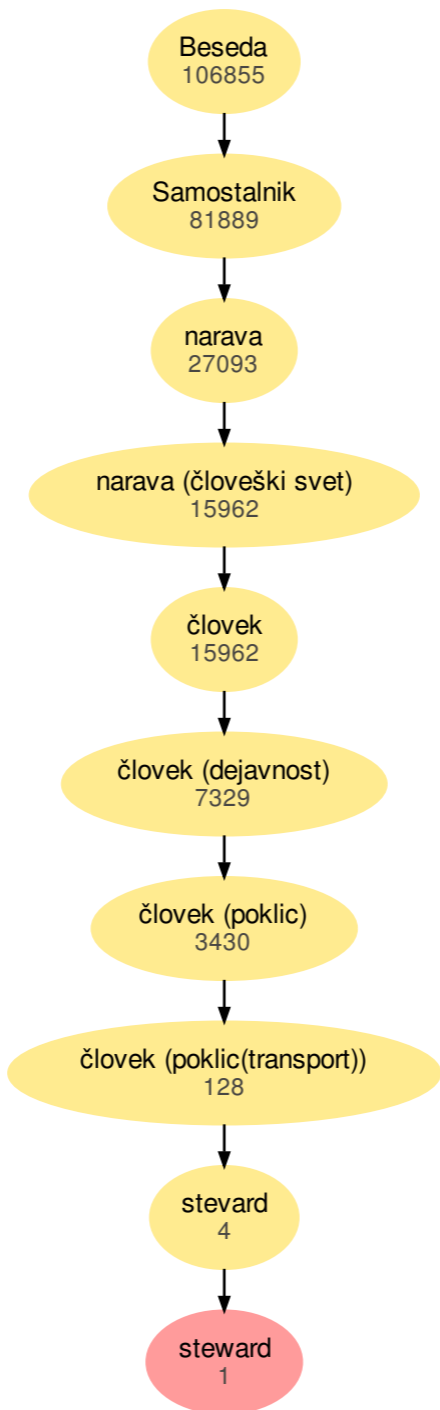 Beseda
106855
Samostalnik
81889
narava
27093
narava (človeški svet)
15962
človek
15962
človek (dejavnost)
7329
človek (poklic)
3430
človek (poklic(transport))
128
stevard
4
steward
1